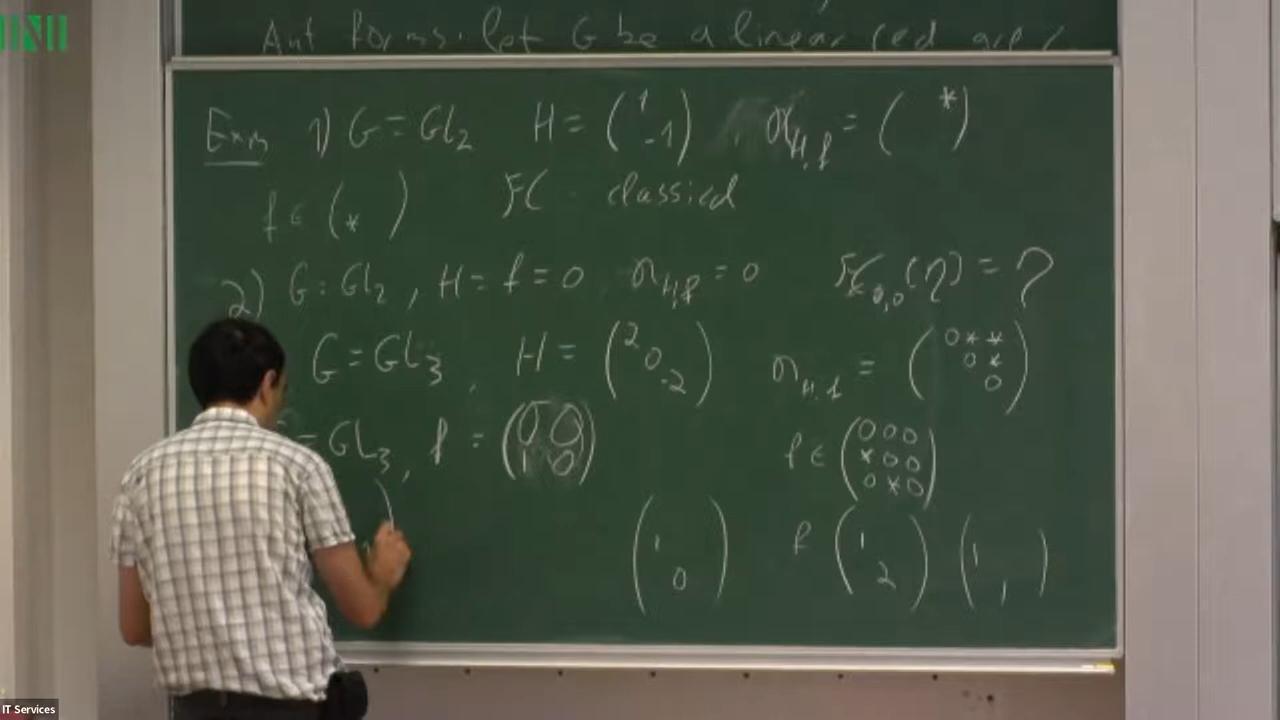 Aut forms. let G be a linear red
Exm 1) G = GL₂ H = (1 -1), 𝔫_{H,f} = ( *)
f ∈ (* ) FC - classical
2) G = GL₂, H = f = 0 𝔫_{H,f} = 0 FC_{0,0}(η) = ?
G = GL₃, H = (2 0 -2) 𝔫_{H,f} = (0 * * 0 * 0)
= GL₃, f = (0 0 1 0) f ∈ (0 0 0 * 0 0 0 * 0)
(1 0) f (1 2) (1 1)
IT Services